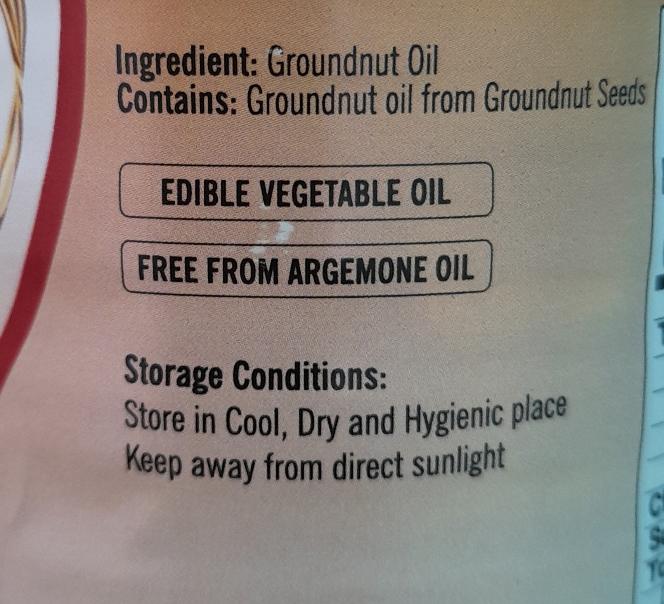 Ingredient: Groundnut Oil
Contains: Groundnut oil from Groundnut Seeds
EDIBLE VEGETABLE OIL
FREE FROM ARGEMONE OIL
Storage Conditions:
Store in Cool, Dry and Hygienic place
Keep away from direct sunlight